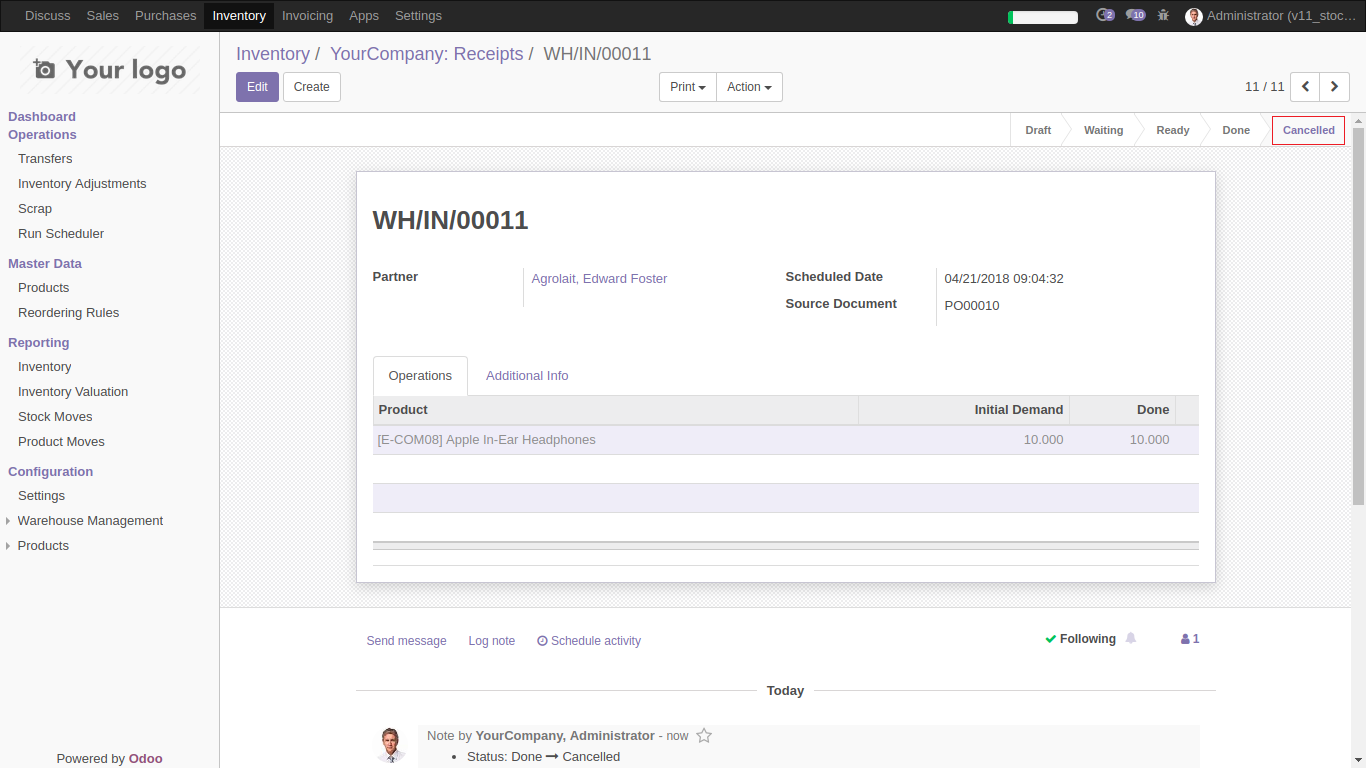 Discuss Sales Purchases Inventory Invoicing Apps Settings 2 10 Administrator (v11_stoc...
Your logo
Dashboard
Operations
Transfers
Inventory Adjustments
Scrap
Run Scheduler
Master Data
Products
Reordering Rules
Reporting
Inventory
Inventory Valuation
Stock Moves
Product Moves
Configuration
Settings
Warehouse Management
Products
Powered by Odoo
Inventory / YourCompany: Receipts / WH/IN/00011
Edit Create Print Action 11 / 11
Draft Waiting Ready Done Cancelled
WH/IN/00011
Partner Agrolait, Edward Foster Scheduled Date 04/21/2018 09:04:32
Source Document PO00010
Operations Additional Info
Product Initial Demand Done
[E-COM08] Apple In-Ear Headphones 10.000 10.000
Send message Log note Schedule activity Following 1
Today
Note by YourCompany, Administrator - now
• Status: Done → Cancelled